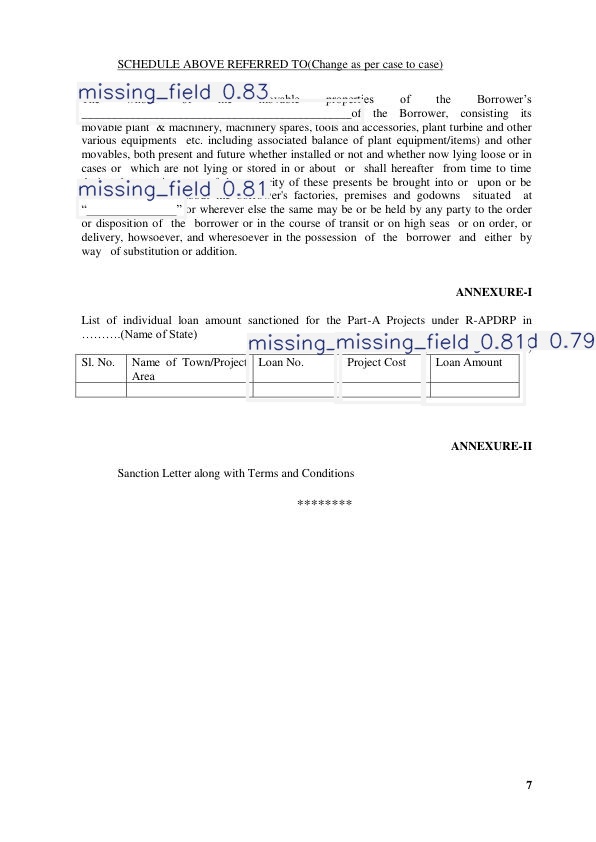 SCHEDULE ABOVE REFERRED TO(Change as per case to case)
missing_field 0.83
of the movable properties of the Borrower’s
_____________________________________________of the Borrower, consisting its
movable plant & machinery, machinery spares, tools and accessories, plant turbine and other
various equipments etc. including associated balance of plant equipment/items) and other
movables, both present and future whether installed or not and whether now lying loose or in
cases or which are not lying or stored in or about or shall hereafter from time to time
missing_field 0.81
of these presents be brought into or upon or be
factories, premises and godowns situated at
“_______________” or wherever else the same may be or be held by any party to the order
or disposition of the borrower or in the course of transit or on high seas or on order, or
delivery, howsoever, and wheresoever in the possession of the borrower and either by
way of substitution or addition.
ANNEXURE-I
List of individual loan amount sanctioned for the Part-A Projects under R-APDRP in
……….(Name of State)
missing_missing_field 0.81d 0.79
Sl. No. Name of Town/Project Loan No. Project Cost Loan Amount
Area
ANNEXURE-II
Sanction Letter along with Terms and Conditions
********
7